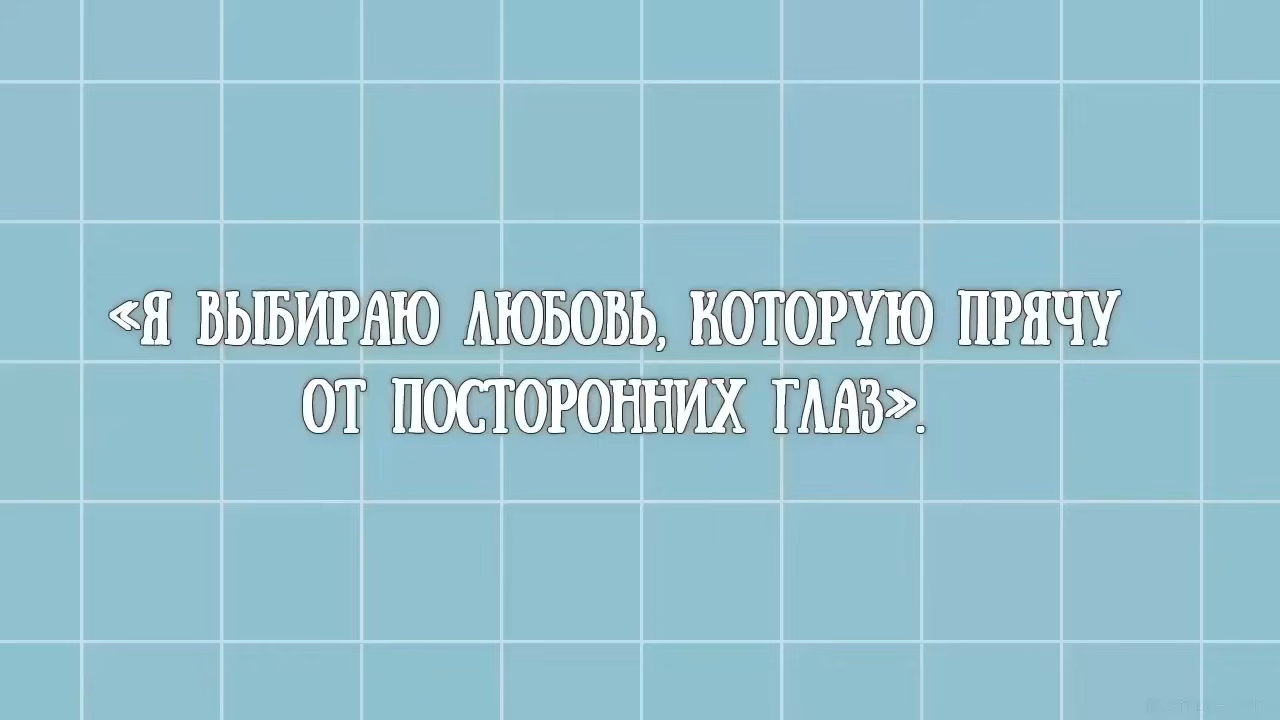 «Я ВЫБИРАЮ ЛЮБОВЬ, КОТОРУЮ ПРЯЧУ
ОТ ПОСТОРОННИХ ГЛАЗ».